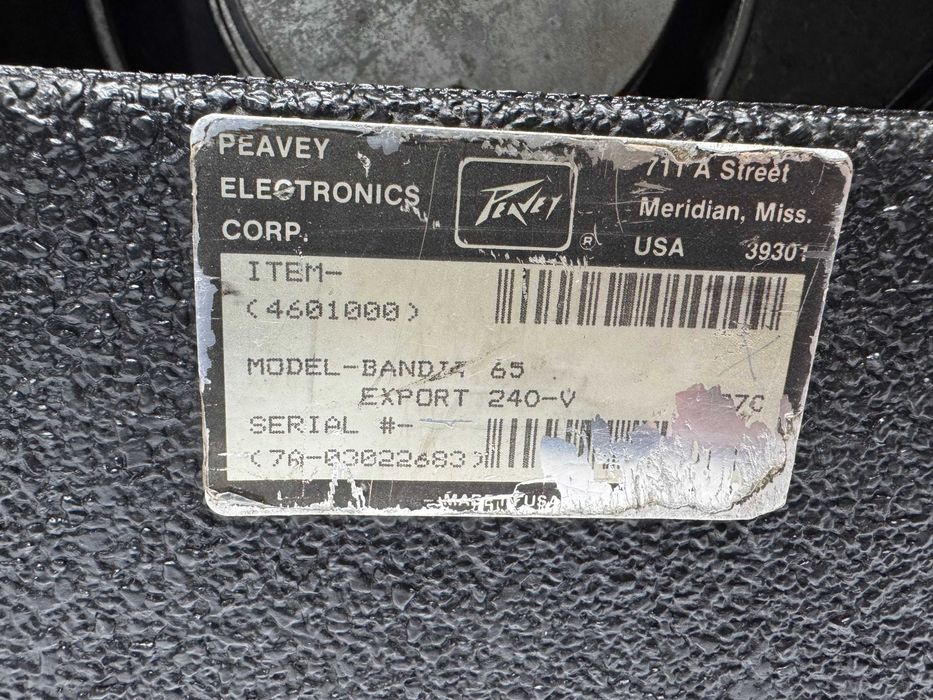 PEAVEY
ELECTRONICS
CORP.
PEAVEY
®
711 A Street
Meridian, Miss.
USA 39301
ITEM-
(4601000)
MODEL-BANDIT 65
EXPORT 240-V
7C
SERIAL #-
(7A-03022683)
MADE IN USA